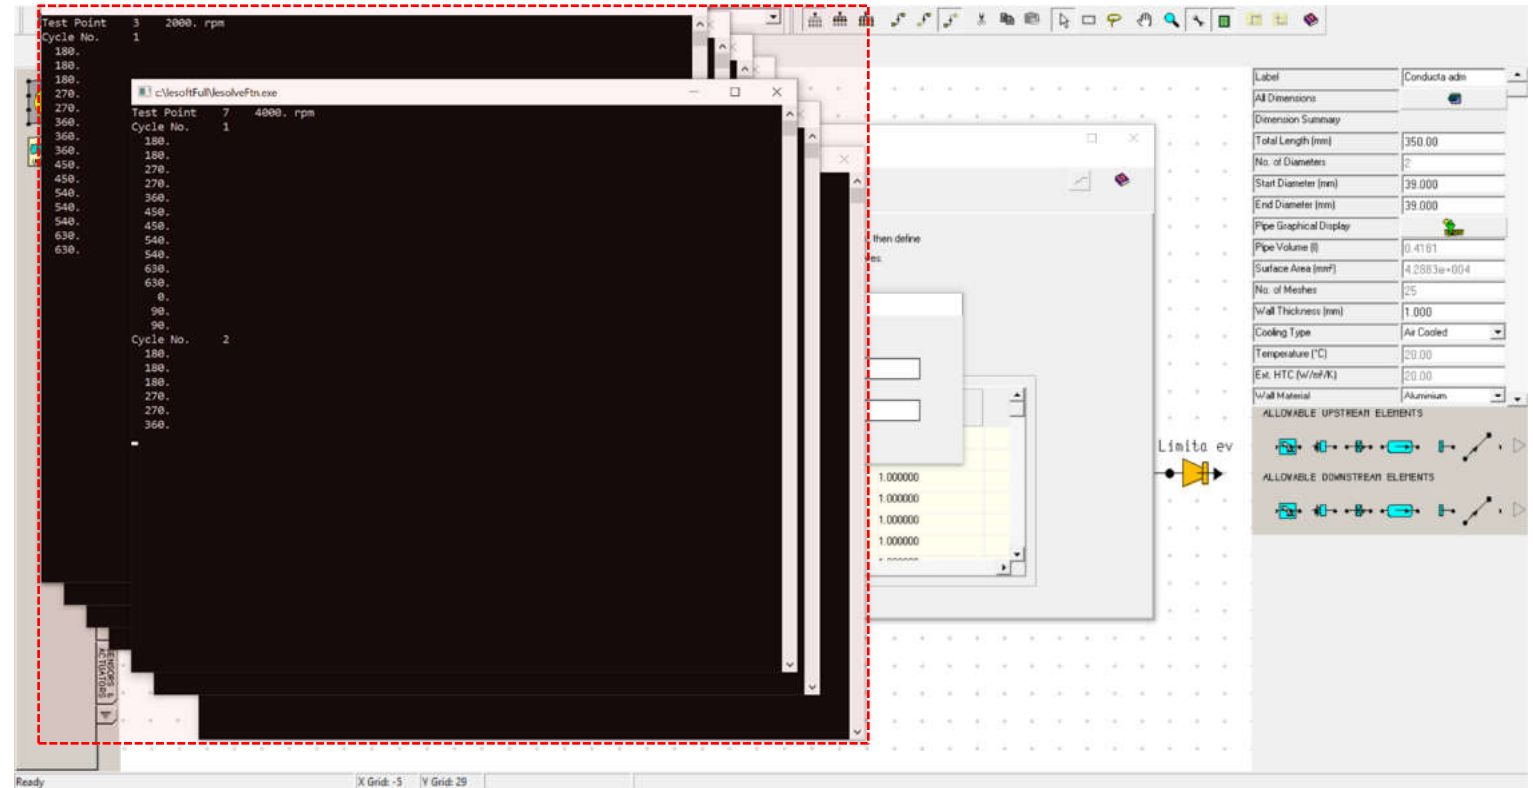 Test Point    3    2000. rpm
Cycle No.     1
180.
180.
180.
270.
270.
360.
360.
360.
450.
450.
540.
540.
540.
630.
630.
c:\lesoftFull\lesolveFtn.exe
Test Point    7    4000. rpm
Cycle No.     1
180.
180.
270.
270.
360.
450.
450.
540.
540.
630.
630.
0.
90.
90.
Cycle No.     2
180.
180.
180.
270.
270.
360.
then define
1.000000
1.000000
1.000000
1.000000
SENSORS &
ACTUATORS
Limita ev
Label Conducta adm
All Dimensions
Dimension Summary
Total Length (mm) 350.00
No. of Diameters 2
Start Diameter (mm) 39.000
End Diameter (mm) 39.000
Pipe Graphical Display
Pipe Volume (l) 0.4181
Surface Area (mm²) 4.2883e+004
No. of Meshes 25
Wall Thickness (mm) 1.000
Cooling Type Air Cooled
Temperature (°C) 20.00
Ext. HTC (W/m²/K) 20.00
Wall Material Aluminium
ALLOWABLE UPSTREAM ELEMENTS
ALLOWABLE DOWNSTREAM ELEMENTS
Ready X Grid: -5 Y Grid: 29